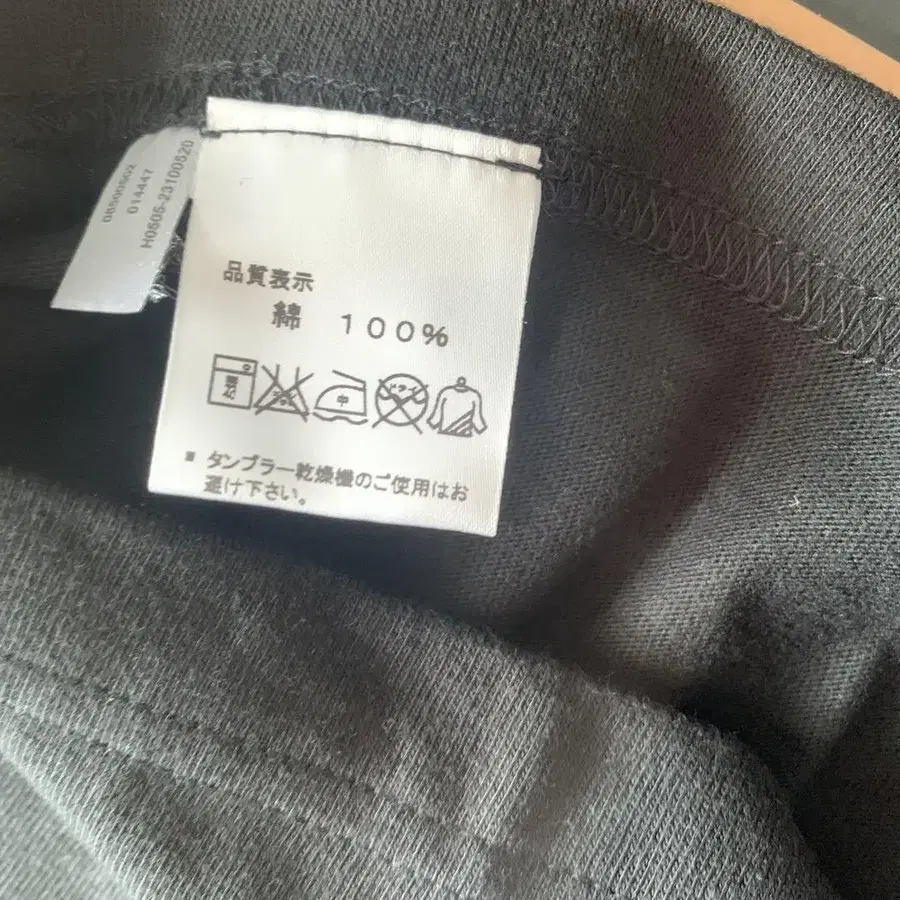 08500502
014447
H0505-23100520
品質表示
綿 100%
中 ドライ
※ タンブラー乾燥機のご使用はお
避け下さい。